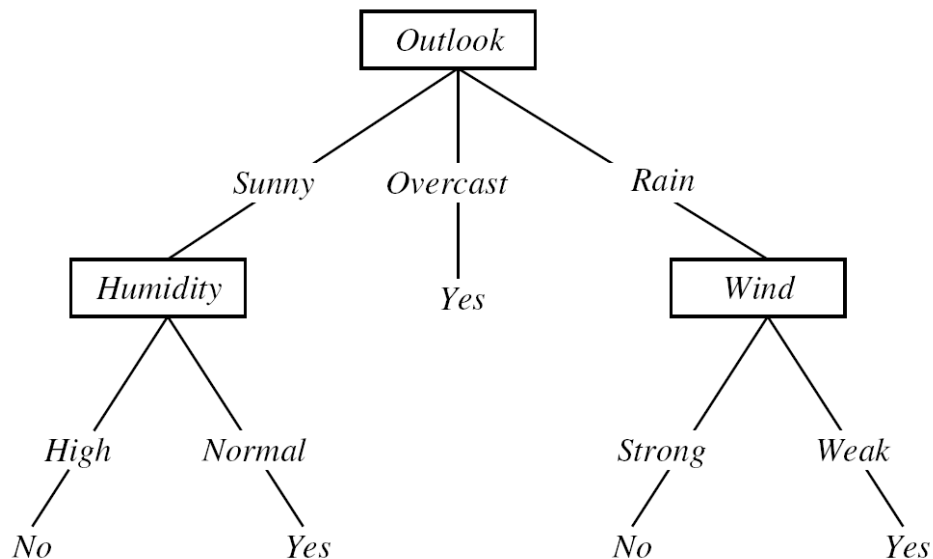 Outlook
Sunny Overcast Rain
Humidity Yes Wind
High Normal Strong Weak
No Yes No Yes